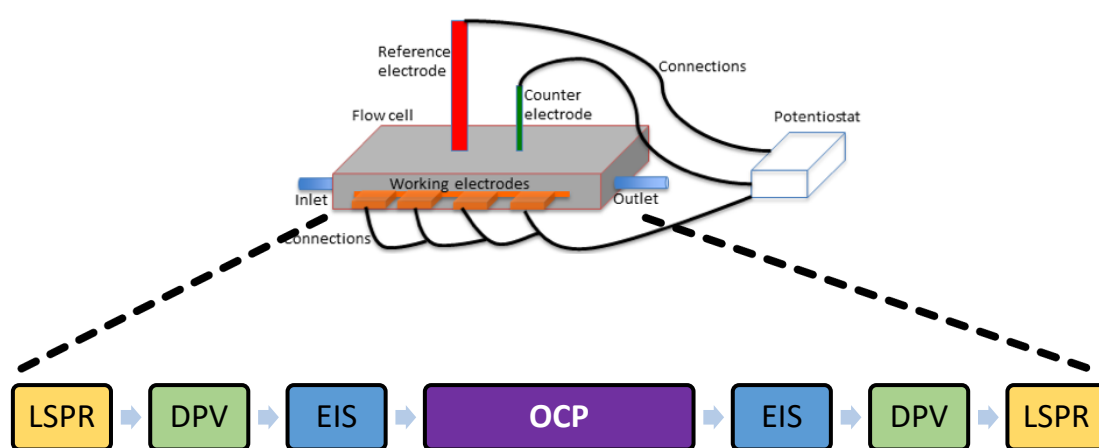 Reference
electrode
Connections
Counter
electrode
Potentiostat
Flow cell
Working electrodes
Inlet
Outlet
Connections
LSPR
DPV
EIS
OCP
EIS
DPV
LSPR